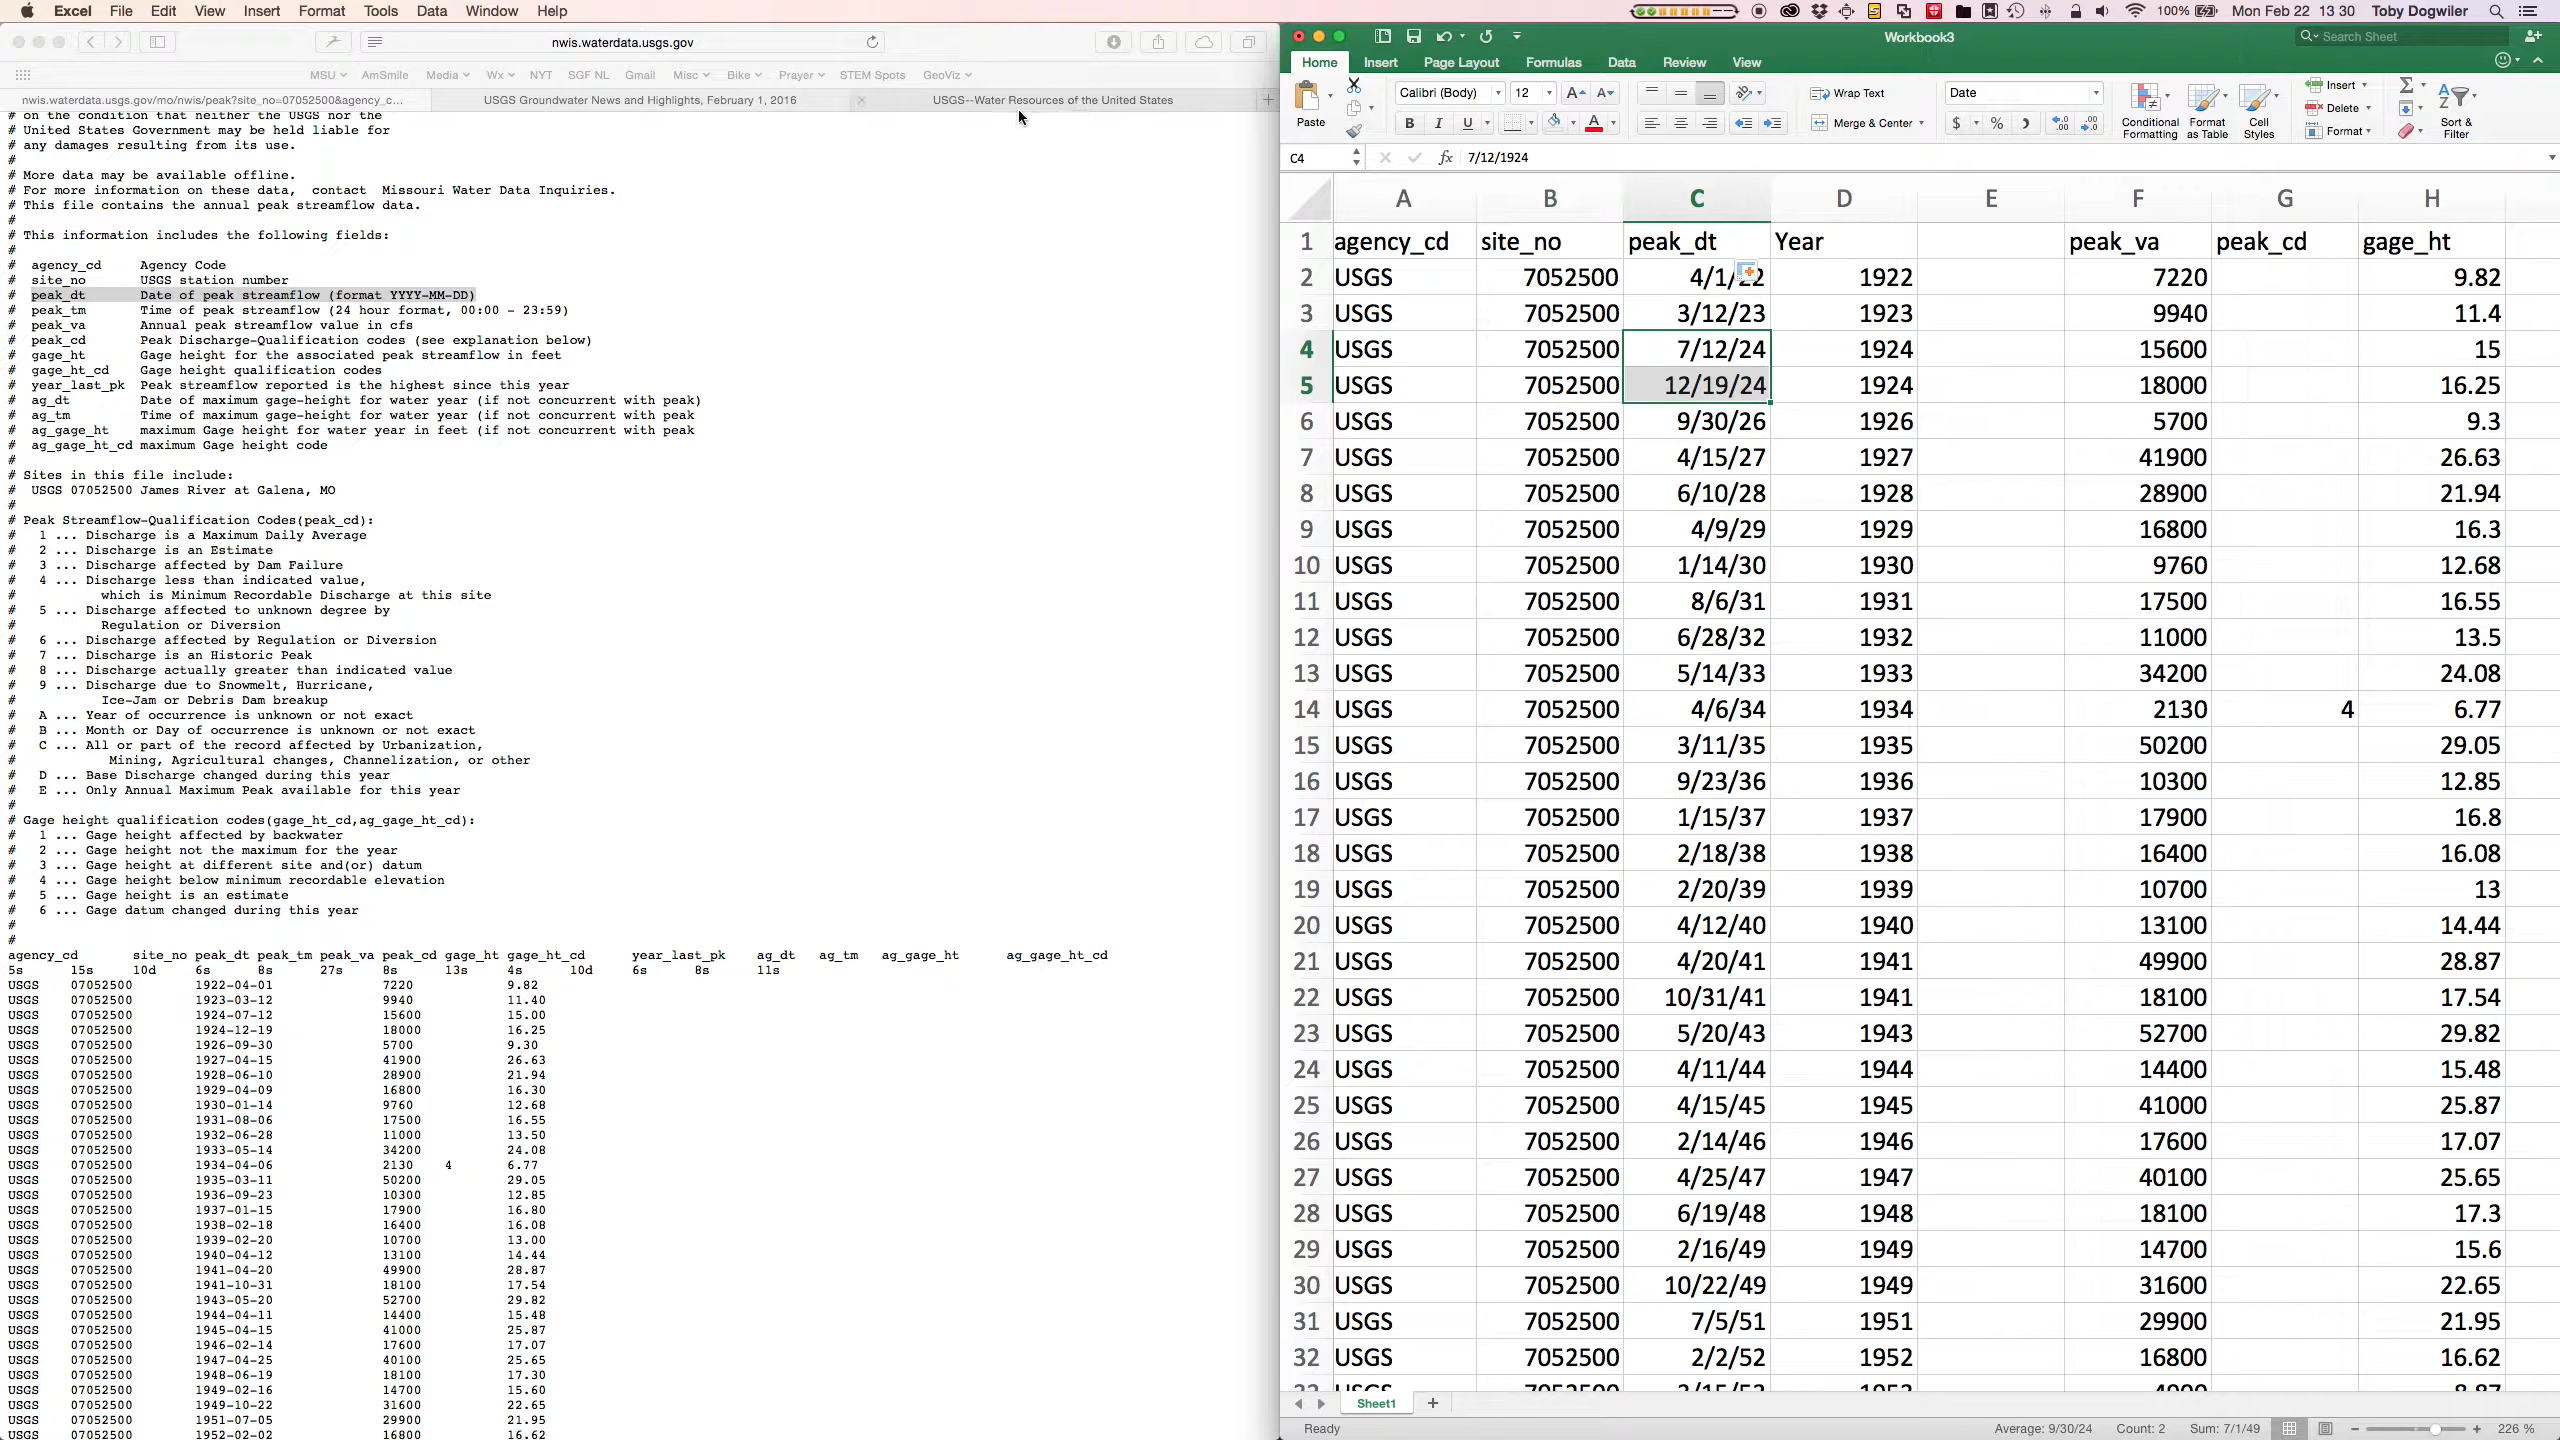 Excel File Edit View Insert Format Tools Data Window Help 100% Mon Feb 22 13 30 Toby Dogwiler
nwis.waterdata.usgs.gov
MSU AmSmile Media Wx NYT SGF NL Gmail Misc Bike Prayer STEM Spots GeoViz
nwis.waterdata.usgs.gov/mo/nwis/peak?site_no=07052500&agency_c... USGS Groundwater News and Highlights, February 1, 2016 USGS--Water Resources of the United States
# on the condition that neither the USGS nor the
# United States Government may be held liable for
# any damages resulting from its use.
#
# More data may be available offline.
# For more information on these data, contact Missouri Water Data Inquiries.
# This file contains the annual peak streamflow data.
#
# This information includes the following fields:
#
# agency_cd Agency Code
# site_no USGS station number
# peak_dt Date of peak streamflow (format YYYY-MM-DD)
# peak_tm Time of peak streamflow (24 hour format, 00:00 - 23:59)
# peak_va Annual peak streamflow value in cfs
# peak_cd Peak Discharge-Qualification codes (see explanation below)
# gage_ht Gage height for the associated peak streamflow in feet
# gage_ht_cd Gage height qualification codes
# year_last_pk Peak streamflow reported is the highest since this year
# ag_dt Date of maximum gage-height for water year (if not concurrent with peak)
# ag_tm Time of maximum gage-height for water year (if not concurrent with peak
# ag_gage_ht maximum Gage height for water year in feet (if not concurrent with peak
# ag_gage_ht_cd maximum Gage height code
#
# Sites in this file include:
# USGS 07052500 James River at Galena, MO
#
# Peak Streamflow-Qualification Codes(peak_cd):
# 1 ... Discharge is a Maximum Daily Average
# 2 ... Discharge is an Estimate
# 3 ... Discharge affected by Dam Failure
# 4 ... Discharge less than indicated value,
# which is Minimum Recordable Discharge at this site
# 5 ... Discharge affected to unknown degree by
# Regulation or Diversion
# 6 ... Discharge affected by Regulation or Diversion
# 7 ... Discharge is an Historic Peak
# 8 ... Discharge actually greater than indicated value
# 9 ... Discharge due to Snowmelt, Hurricane,
# Ice-Jam or Debris Dam breakup
# A ... Year of occurrence is unknown or not exact
# B ... Month or Day of occurrence is unknown or not exact
# C ... All or part of the record affected by Urbanization,
# Mining, Agricultural changes, Channelization, or other
# D ... Base Discharge changed during this year
# E ... Only Annual Maximum Peak available for this year
#
# Gage height qualification codes(gage_ht_cd,ag_gage_ht_cd):
# 1 ... Gage height affected by backwater
# 2 ... Gage height not the maximum for the year
# 3 ... Gage height at different site and(or) datum
# 4 ... Gage height below minimum recordable elevation
# 5 ... Gage height is an estimate
# 6 ... Gage datum changed during this year
#
#
agency_cd site_no peak_dt peak_tm peak_va peak_cd gage_ht gage_ht_cd year_last_pk ag_dt ag_tm ag_gage_ht ag_gage_ht_cd
5s 15s 10d 6s 8s 27s 8s 13s 4s 10d 6s 8s 11s
USGS 07052500 1922-04-01 7220 9.82
USGS 07052500 1923-03-12 9940 11.40
USGS 07052500 1924-07-12 15600 15.00
USGS 07052500 1924-12-19 18000 16.25
USGS 07052500 1926-09-30 5700 9.30
USGS 07052500 1927-04-15 41900 26.63
USGS 07052500 1928-06-10 28900 21.94
USGS 07052500 1929-04-09 16800 16.30
USGS 07052500 1930-01-14 9760 12.68
USGS 07052500 1931-08-06 17500 16.55
USGS 07052500 1932-06-28 11000 13.50
USGS 07052500 1933-05-14 34200 24.08
USGS 07052500 1934-04-06 2130 4 6.77
USGS 07052500 1935-03-11 50200 29.05
USGS 07052500 1936-09-23 10300 12.85
USGS 07052500 1937-01-15 17900 16.80
USGS 07052500 1938-02-18 16400 16.08
USGS 07052500 1939-02-20 10700 13.00
USGS 07052500 1940-04-12 13100 14.44
USGS 07052500 1941-04-20 49900 28.87
USGS 07052500 1941-10-31 18100 17.54
USGS 07052500 1943-05-20 52700 29.82
USGS 07052500 1944-04-11 14400 15.48
USGS 07052500 1945-04-15 41000 25.87
USGS 07052500 1946-02-14 17600 17.07
USGS 07052500 1947-04-25 40100 25.65
USGS 07052500 1948-06-19 18100 17.30
USGS 07052500 1949-02-16 14700 15.60
USGS 07052500 1949-10-22 31600 22.65
USGS 07052500 1951-07-05 29900 21.95
USGS 07052500 1952-02-02 16800 16.62
Workbook3 Search Sheet
Home Insert Page Layout Formulas Data Review View
Paste Calibri (Body) 12 Wrap Text Merge & Center Date Conditional Formatting Format as Table Cell Styles Insert Delete Format Sort & Filter
C4 fx 7/12/1924
A B C D E F G H
1 agency_cd site_no peak_dt Year peak_va peak_cd gage_ht
2 USGS 7052500 4/1/22 1922 7220 9.82
3 USGS 7052500 3/12/23 1923 9940 11.4
4 USGS 7052500 7/12/24 1924 15600 15
5 USGS 7052500 12/19/24 1924 18000 16.25
6 USGS 7052500 9/30/26 1926 5700 9.3
7 USGS 7052500 4/15/27 1927 41900 26.63
8 USGS 7052500 6/10/28 1928 28900 21.94
9 USGS 7052500 4/9/29 1929 16800 16.3
10 USGS 7052500 1/14/30 1930 9760 12.68
11 USGS 7052500 8/6/31 1931 17500 16.55
12 USGS 7052500 6/28/32 1932 11000 13.5
13 USGS 7052500 5/14/33 1933 34200 24.08
14 USGS 7052500 4/6/34 1934 2130 4 6.77
15 USGS 7052500 3/11/35 1935 50200 29.05
16 USGS 7052500 9/23/36 1936 10300 12.85
17 USGS 7052500 1/15/37 1937 17900 16.8
18 USGS 7052500 2/18/38 1938 16400 16.08
19 USGS 7052500 2/20/39 1939 10700 13
20 USGS 7052500 4/12/40 1940 13100 14.44
21 USGS 7052500 4/20/41 1941 49900 28.87
22 USGS 7052500 10/31/41 1941 18100 17.54
23 USGS 7052500 5/20/43 1943 52700 29.82
24 USGS 7052500 4/11/44 1944 14400 15.48
25 USGS 7052500 4/15/45 1945 41000 25.87
26 USGS 7052500 2/14/46 1946 17600 17.07
27 USGS 7052500 4/25/47 1947 40100 25.65
28 USGS 7052500 6/19/48 1948 18100 17.3
29 USGS 7052500 2/16/49 1949 14700 15.6
30 USGS 7052500 10/22/49 1949 31600 22.65
31 USGS 7052500 7/5/51 1951 29900 21.95
32 USGS 7052500 2/2/52 1952 16800 16.62
Sheet1
Ready Average: 9/30/24 Count: 2 Sum: 7/1/49 226 %